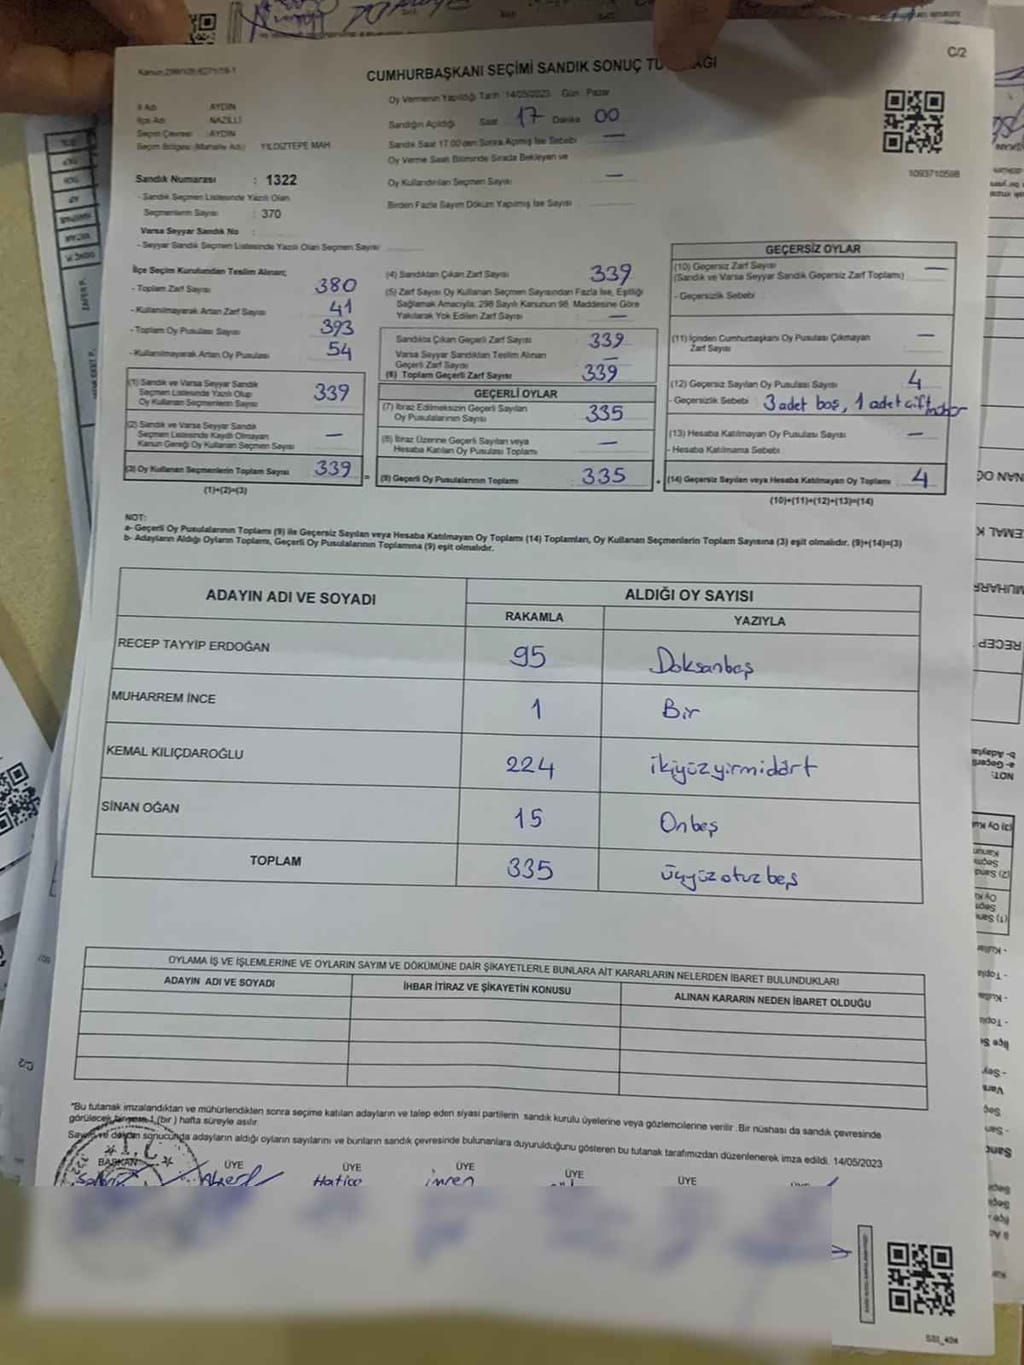 C/2
CUMHURBAŞKANI SEÇİMİ SANDIK SONUÇ
Oy Vermenin Yapıldığı Tarih :14/05/2023 Gün : Pazar
İl Adı AYDIN
İlçe Adı NAZİLLİ
Seçim Çevresi :AYDIN
Seçim Bölgesi (Mahalle Adı) YILDIZTEPE MAH
Sandığın Açıldığı Saat 17 Dakika 00
Sandık Saat 17.00'den Sonra Açılmış İse Sebebi —
Oy Verme Saati Bitiminde Sırada Bekleyen ve
Oy Kullandırılan Seçmen Sayısı —
Birden Fazla Sayım Döküm Yapılmış İse Sayısı
1093710598
Sandık Numarası : 1322
- Sandık Seçmen Listesinde Yazılı Olan
Seçmenlerin Sayısı : 370
Varsa Seyyar Sandık No :
- Seyyar Sandık Seçmen Listesinde Yazılı Olan Seçmen Sayısı
İlçe Seçim Kurulundan Teslim Alınan;
- Toplam Zarf Sayısı 380
- Kullanılmayarak Artan Zarf Sayısı 41
- Toplam Oy Pusulası Sayısı 393
- Kullanılmayarak Artan Oy Pusulası 54
(1) Sandık ve Varsa Seyyar Sandık
Seçmen Listesinde Yazılı Olup
Oy Kullanan Seçmenlerin Sayısı 339
(2) Sandık ve Varsa Seyyar Sandık
Seçmen Listesinde Kayıtlı Olmayan
Kanun Gereği Oy Kullanan Seçmen Sayısı —
(3) Oy Kullanan Seçmenlerin Toplam Sayısı 339
(1)+(2)=(3)
(4) Sandıktan Çıkan Zarf Sayısı 339
(5) Zarf Sayısı Oy Kullanan Seçmen Sayısından Fazla İse, Eşitliği
Sağlamak Amacıyla; 298 Sayılı Kanunun 98. Maddesine Göre
Yakılarak Yok Edilen Zarf Sayısı —
Sandıkta Çıkan Geçerli Zarf Sayısı 339
Varsa Seyyar Sandıktan Teslim Alınan
Geçerli Zarf Sayısı —
(6) Toplam Geçerli Zarf Sayısı 339
GEÇERLİ OYLAR
(7) İtiraz Edilmeksizin Geçerli Sayılan
Oy Pusulalarının Sayısı 335
(8) İtiraz Üzerine Geçerli Sayılan veya
Hesaba Katılan Oy Pusulası Toplamı —
(9) Geçerli Oy Pusulalarının Toplamı 335
GEÇERSİZ OYLAR
(10) Geçersiz Zarf Sayısı —
(Sandık ve Varsa Seyyar Sandık Geçersiz Zarf Toplamı)
- Geçersizlik Sebebi
(11) İçinden Cumhurbaşkanı Oy Pusulası Çıkmayan
Zarf Sayısı —
(12) Geçersiz Sayılan Oy Pusulası Sayısı 4
- Geçersizlik Sebebi 3 adet boş, 1 adet çift
(13) Hesaba Katılmayan Oy Pusulası Sayısı —
- Hesaba Katılmama Sebebi
(14) Geçersiz Sayılan veya Hesaba Katılmayan Oy Toplamı 4
(10)+(11)+(12)+(13)=(14)
NOT:
a- Geçerli Oy Pusulalarının Toplamı (9) ile Geçersiz Sayılan veya Hesaba Katılmayan Oy Toplamı (14) Toplamları, Oy Kullanan Seçmenlerin Toplam Sayısına (3) eşit olmalıdır. (9)+(14)=(3)
b- Adayların Aldığı Oyların Toplamı, Geçerli Oy Pusulalarının Toplamına (9) eşit olmalıdır.
ADAYIN ADI VE SOYADI ALDIĞI OY SAYISI
RAKAMLA YAZIYLA
RECEP TAYYİP ERDOĞAN 95 Doksanbeş
MUHARREM İNCE 1 Bir
KEMAL KILIÇDAROĞLU 224 ikiyüzyirmidört
SİNAN OĞAN 15 Onbeş
TOPLAM 335 üçyüzotuzbeş
OYLAMA İŞ VE İŞLEMLERİNE VE OYLARIN SAYIM VE DÖKÜMÜNE DAİR ŞİKAYETLERLE BUNLARA AİT KARARLARIN NELERDEN İBARET BULUNDUKLARI
ADAYIN ADI VE SOYADI İHBAR İTİRAZ VE ŞİKAYETİN KONUSU ALINAN KARARIN NEDEN İBARET OLDUĞU
*Bu tutanak imzalandıktan ve mühürlendikten sonra seçime katılan adayların ve talep eden siyasi partilerin sandık kurulu üyelerine veya gözlemcilerine verilir. Bir nüshası da sandık çevresinde
görülecek bir yere 1 (bir) hafta süreyle asılır.
Sayım ve döküm sonucunda adayların aldığı oyların sayılarını ve bunların sandık çevresinde bulunanlara duyurulduğunu gösteren bu tutanak tarafımızdan düzenlenerek imza edildi. 14/05/2023
BAŞKAN ÜYE ÜYE ÜYE ÜYE ÜYE
Hatice imren